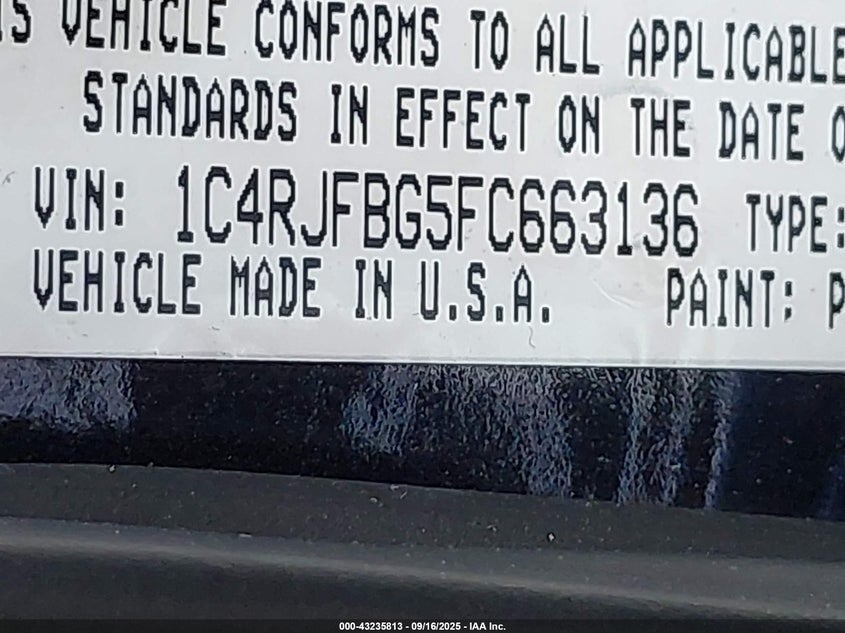 IS VEHICLE CONFORMS TO ALL APPLICABLE
STANDARDS IN EFFECT ON THE DATE O
VIN: 1C4RJFBG5FC663136 TYPE:
VEHICLE MADE IN U.S.A. PAINT: P
000-43235813 - 09/16/2025 - IAA Inc.